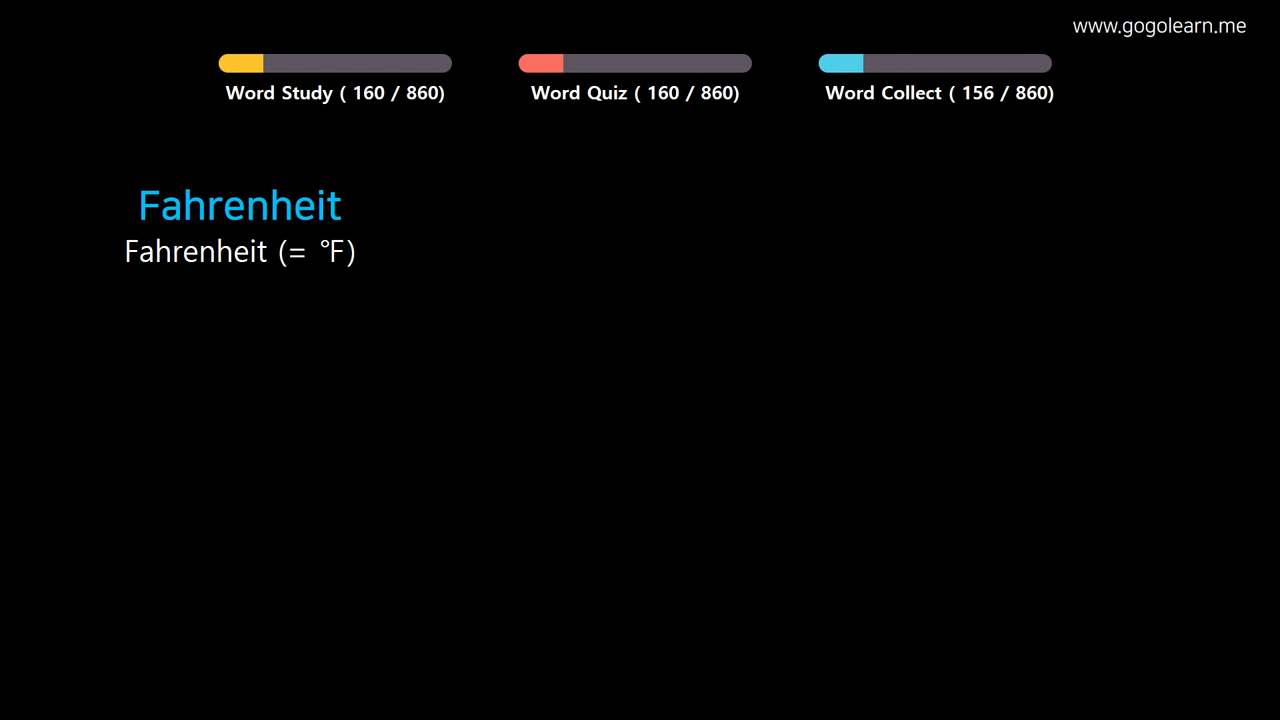 www.gogolearn.me
Word Study ( 160 / 860)
Word Quiz ( 160 / 860)
Word Collect ( 156 / 860)
Fahrenheit
Fahrenheit (= °F)